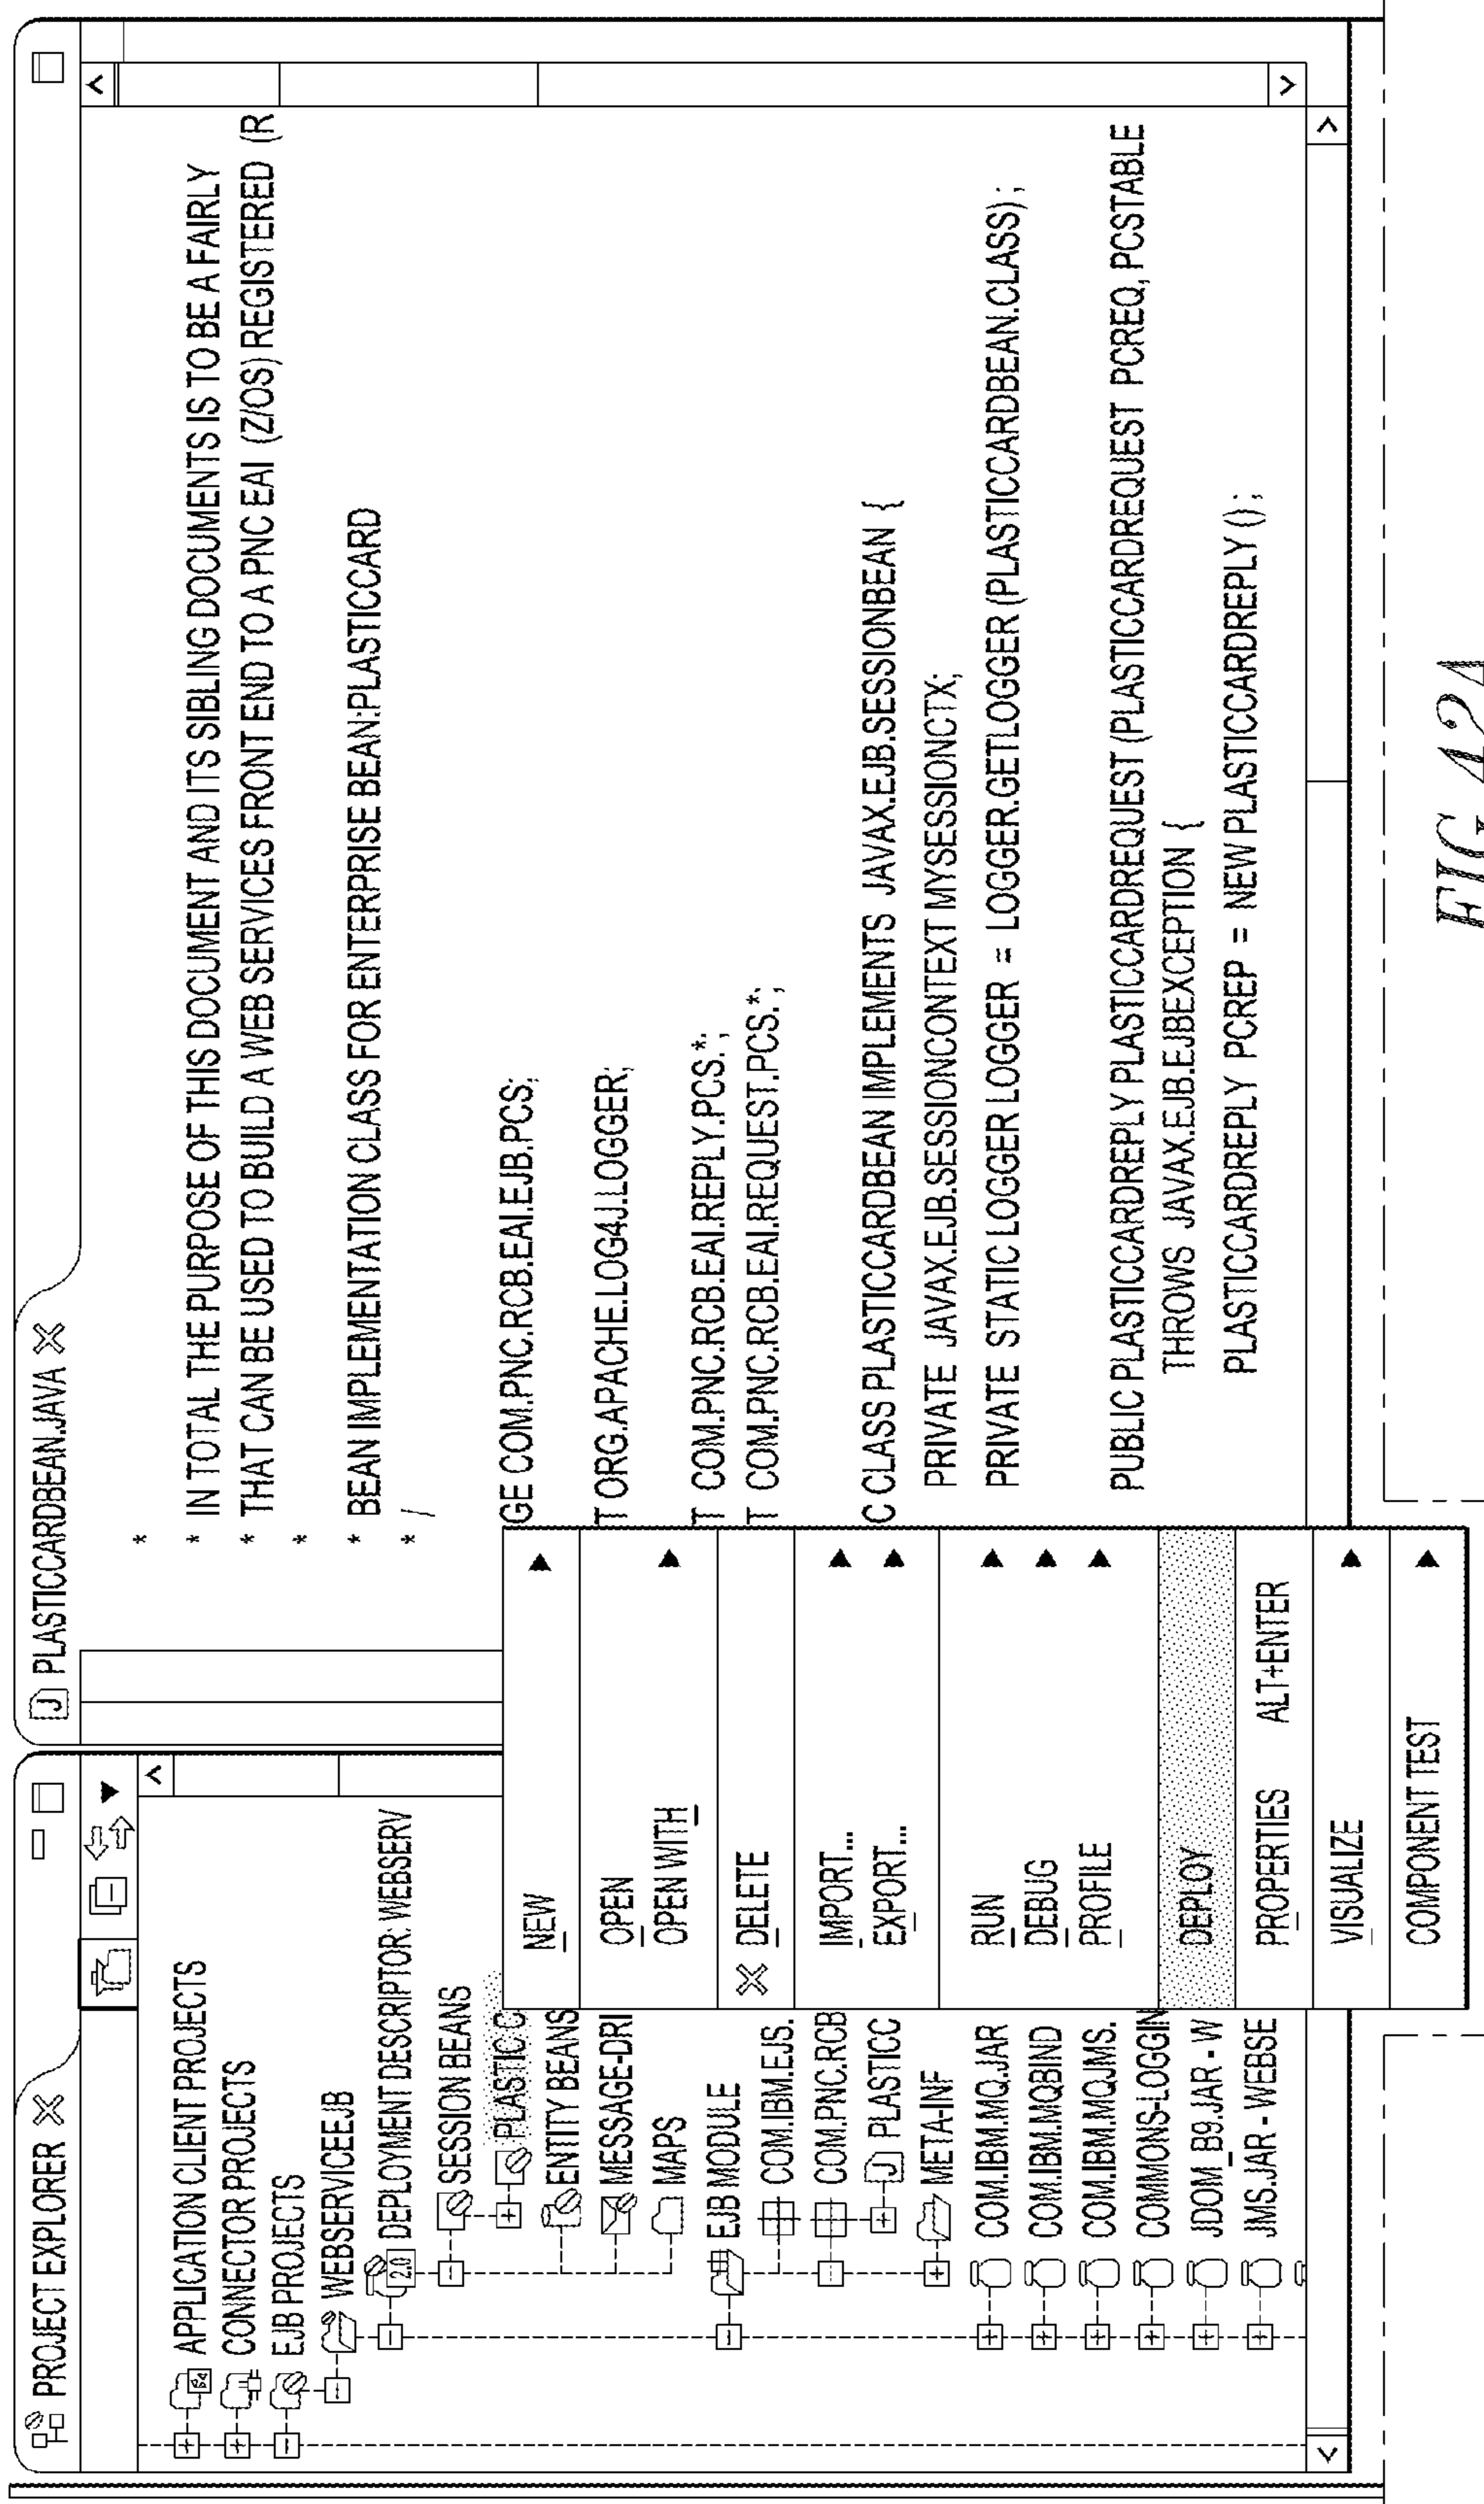 PROJECT EXPLORER
APPLICATION CLIENT PROJECTS
CONNECTOR PROJECTS
EJB PROJECTS
WEBSERVICEEJB
2.0 DEPLOYMENT DESCRIPTOR: WEBSERV
SESSION BEANS
PLASTIC C
ENTITY BEANS
MESSAGE-DRI
MAPS
EJB MODULE
COM.IBM.EJS.
COM.PNC.RCB
J PLASTICC
META-INF
COM.IBM.MQ.JAR
COM.IBM.MQBIND
COM.IBM.MQJMS.
COMMONS-LOGGIN
JDOM_B9.JAR - W
JMS.JAR - WEBSE
NEW
OPEN
OPEN WITH
DELETE
IMPORT...
EXPORT...
RUN
DEBUG
PROFILE
DEPLOY
PROPERTIES ALT+ENTER
VISUALIZE
COMPONENT TEST
J PLASTICCARDBEAN.JAVA
*
* IN TOTAL THE PURPOSE OF THIS DOCUMENT AND ITS SIBLING DOCUMENTS IS TO BE A FAIRLY
* THAT CAN BE USED TO BUILD A WEB SERVICES FRONT END TO A PNC EAI (Z/OS) REGISTERED (R
*
* BEAN IMPLEMENTATION CLASS FOR ENTERPRISE BEAN:PLASTICCARD
* /
GE COM.PNC.RCB.EAI.EJB.PCS;
T ORG.APACHE.LOG4J.LOGGER;
T COM.PNC.RCB.EAI.REPLY.PCS.*;
T COM.PNC.RCB.EAI.REQUEST.PCS.*;
C CLASS PLASTICCARDBEAN IMPLEMENTS JAVAX.EJB.SESSIONBEAN {
PRIVATE JAVAX.EJB.SESSIONCONTEXT MYSESSIONCTX;
PRIVATE STATIC LOGGER LOGGER = LOGGER.GETLOGGER (PLASTICCARDBEAN.CLASS) ;
PUBLIC PLASTICCARDREPLY PLASTICCARDREQUEST (PLASTICCARDREQUEST PCREQ, PCSTABLE
THROWS JAVAX.EJB.EJBEXCEPTION {
PLASTICCARDREPLY PCREP = NEW PLASTICCARDREPLY () ;
FIG. 42A